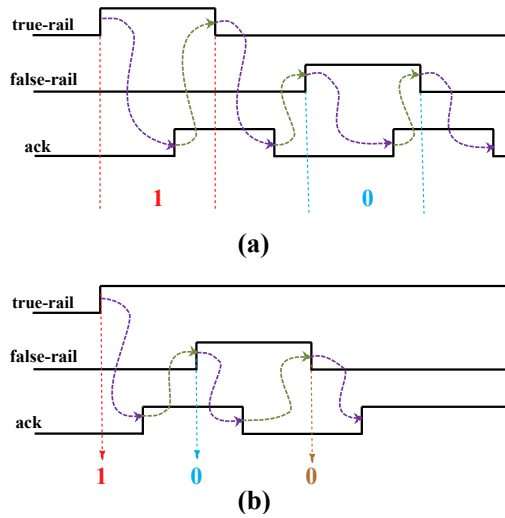 true-rail
false-rail
ack
1 0
(a)
true-rail
false-rail
ack
1 0 0
(b)